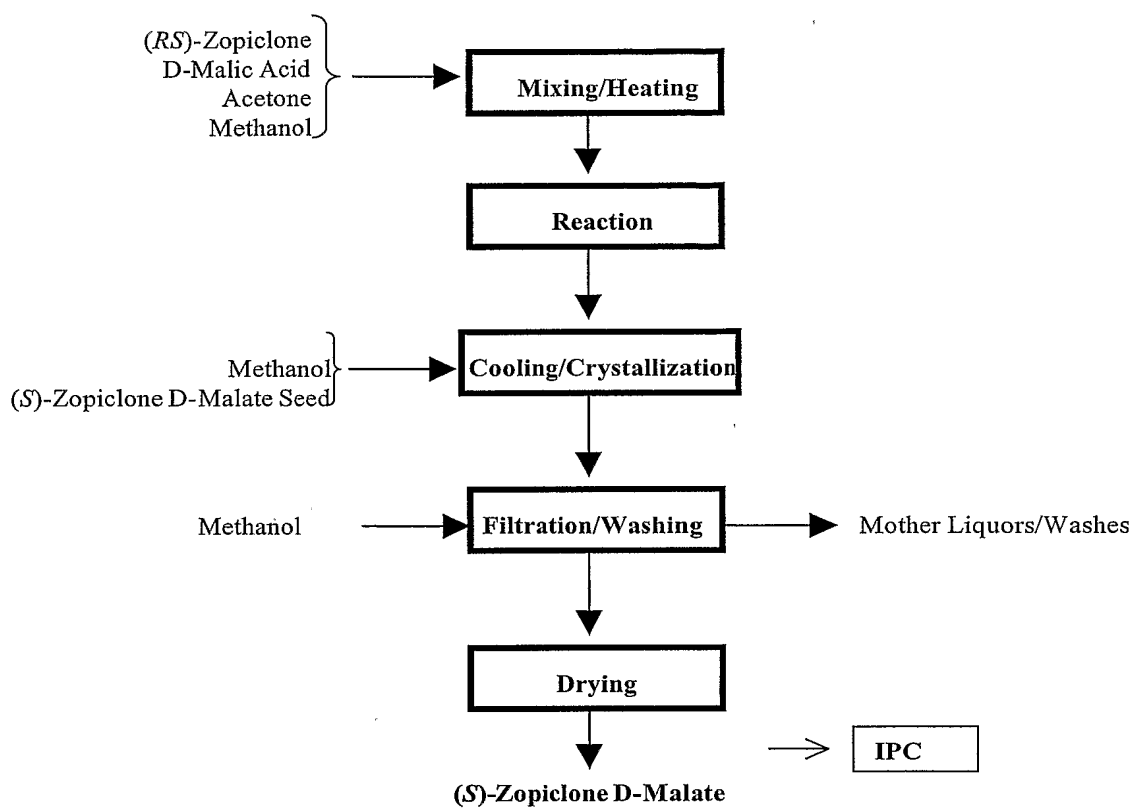 (RS)-Zopiclone
D-Malic Acid
Acetone
Methanol
Mixing/Heating
Reaction
Methanol
(S)-Zopiclone D-Malate Seed
Cooling/Crystallization
Methanol
Filtration/Washing
Mother Liquors/Washes
Drying
IPC
(S)-Zopiclone D-Malate